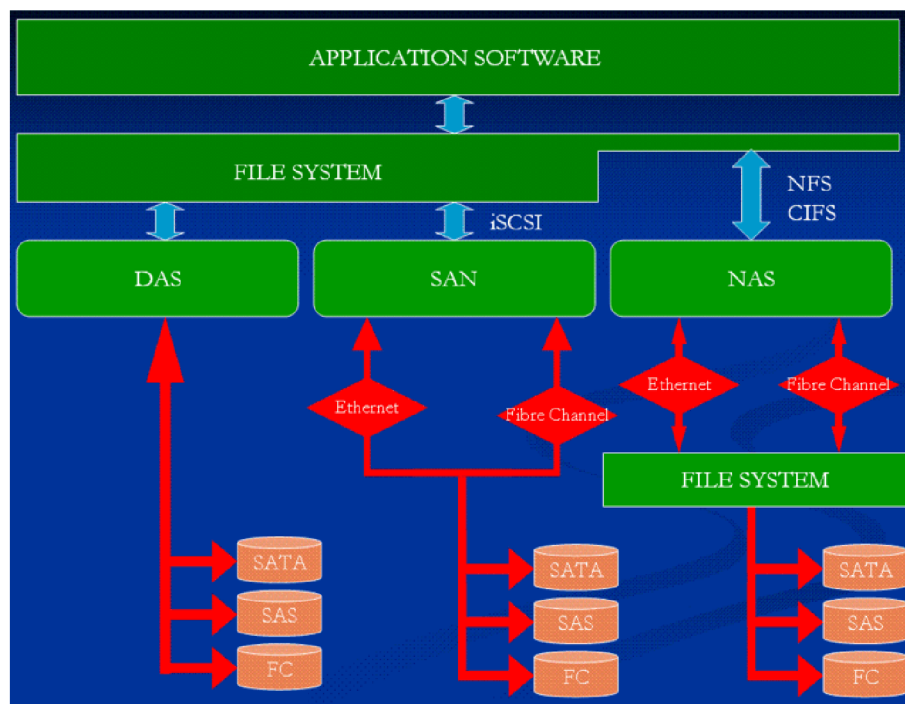 APPLICATION SOFTWARE
FILE SYSTEM
NFS
CIFS
iSCSI
DAS
SAN
NAS
Ethernet
Fibre Channel
Ethernet
Fibre Channel
FILE SYSTEM
SATA
SAS
FC
SATA
SAS
FC
SATA
SAS
FC